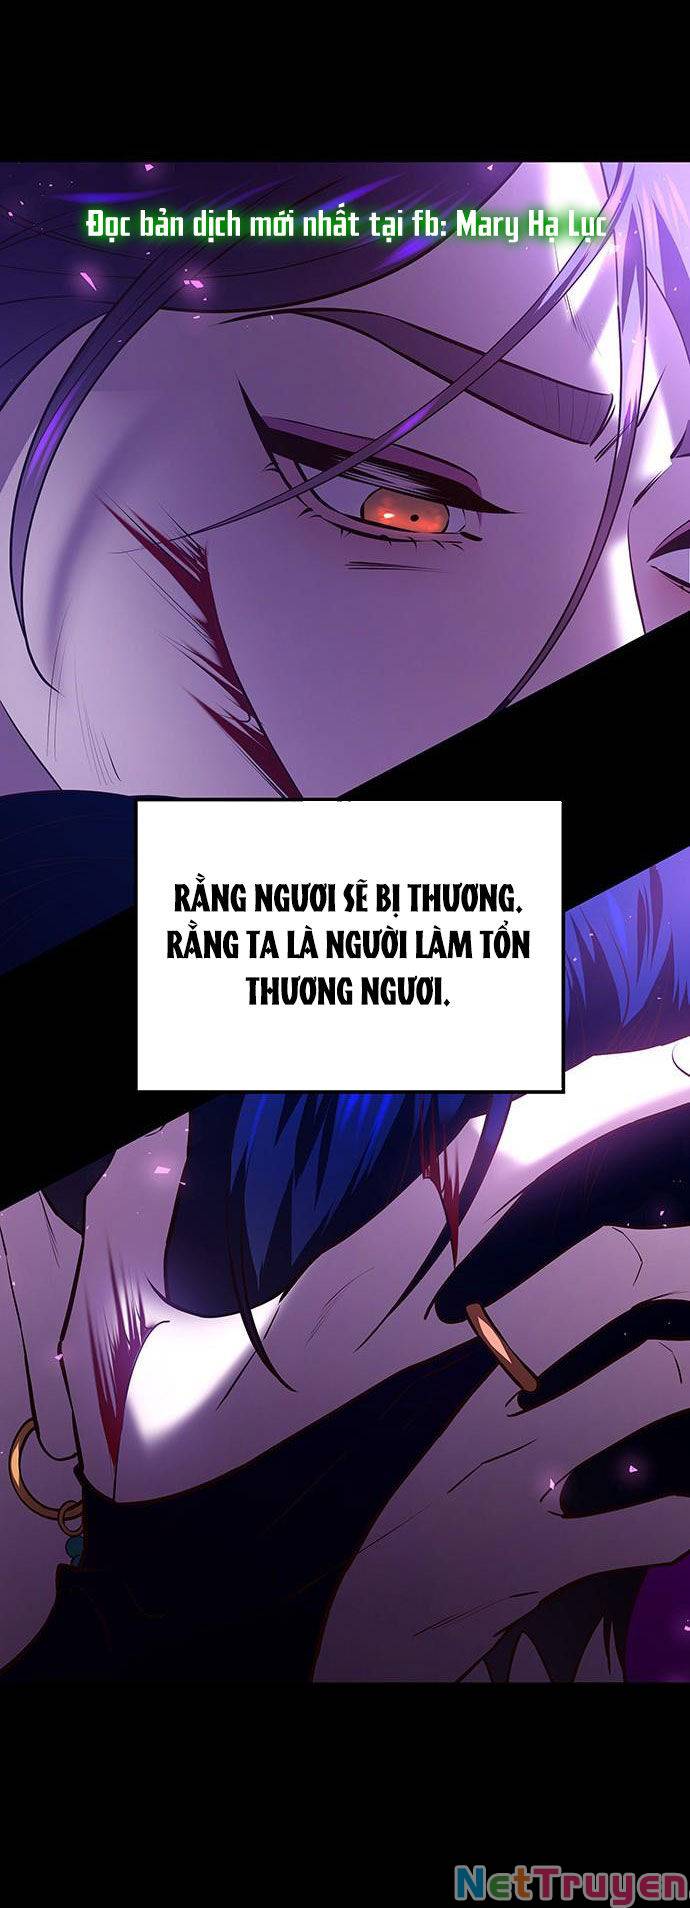 Đọc bản dịch mới nhất tại fb: Mary Hạ Lục
RẰNG NGƯƠI SẼ BỊ THƯƠNG.
RẰNG TA LÀ NGƯỜI LÀM TỔN
THƯƠNG NGƯƠI.
NetTruyen